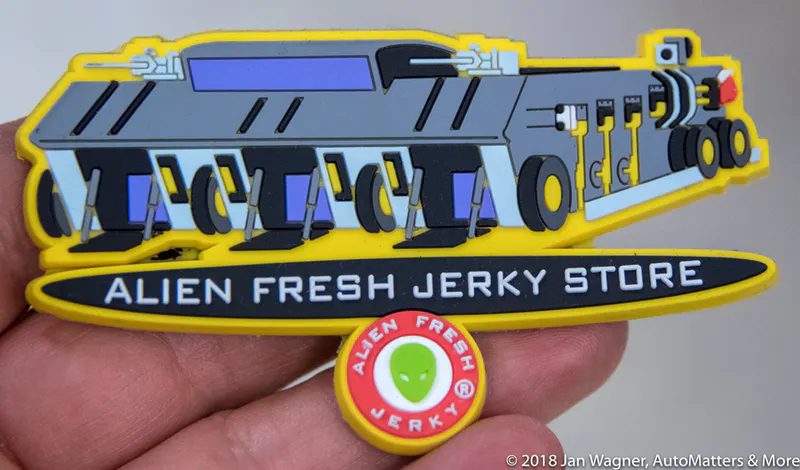 ALIEN FRESH JERKY STORE
ALIEN FRESH
JERKY®
© 2018 Jan Wagner, AutoMatters & More